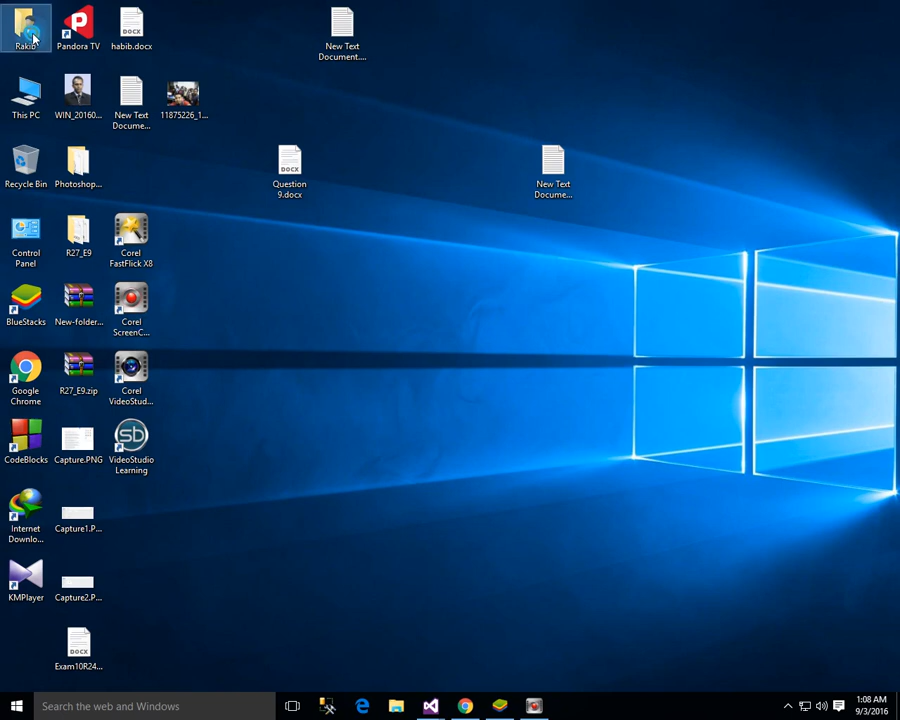 Rakib
Pandora TV
habib.docx
New Text
Document....
This PC
WIN_20160...
New Text
Docume...
11875226_1...
Recycle Bin
Photoshop...
DOCX
Question
9.docx
New Text
Docume...
Control
Panel
R27_E9
Corel
FastFlick X8
BlueStacks
New-folder...
Corel
ScreenC...
Google
Chrome
R27_E9.zip
Corel
VideoStud...
CodeBlocks
Capture.PNG
sb
VideoStudio
Learning
Internet
Downlo...
Capture1.P...
KMPlayer
Capture2.P...
DOCX
Exam10R24...
Search the web and Windows
1:08 AM
9/3/2016